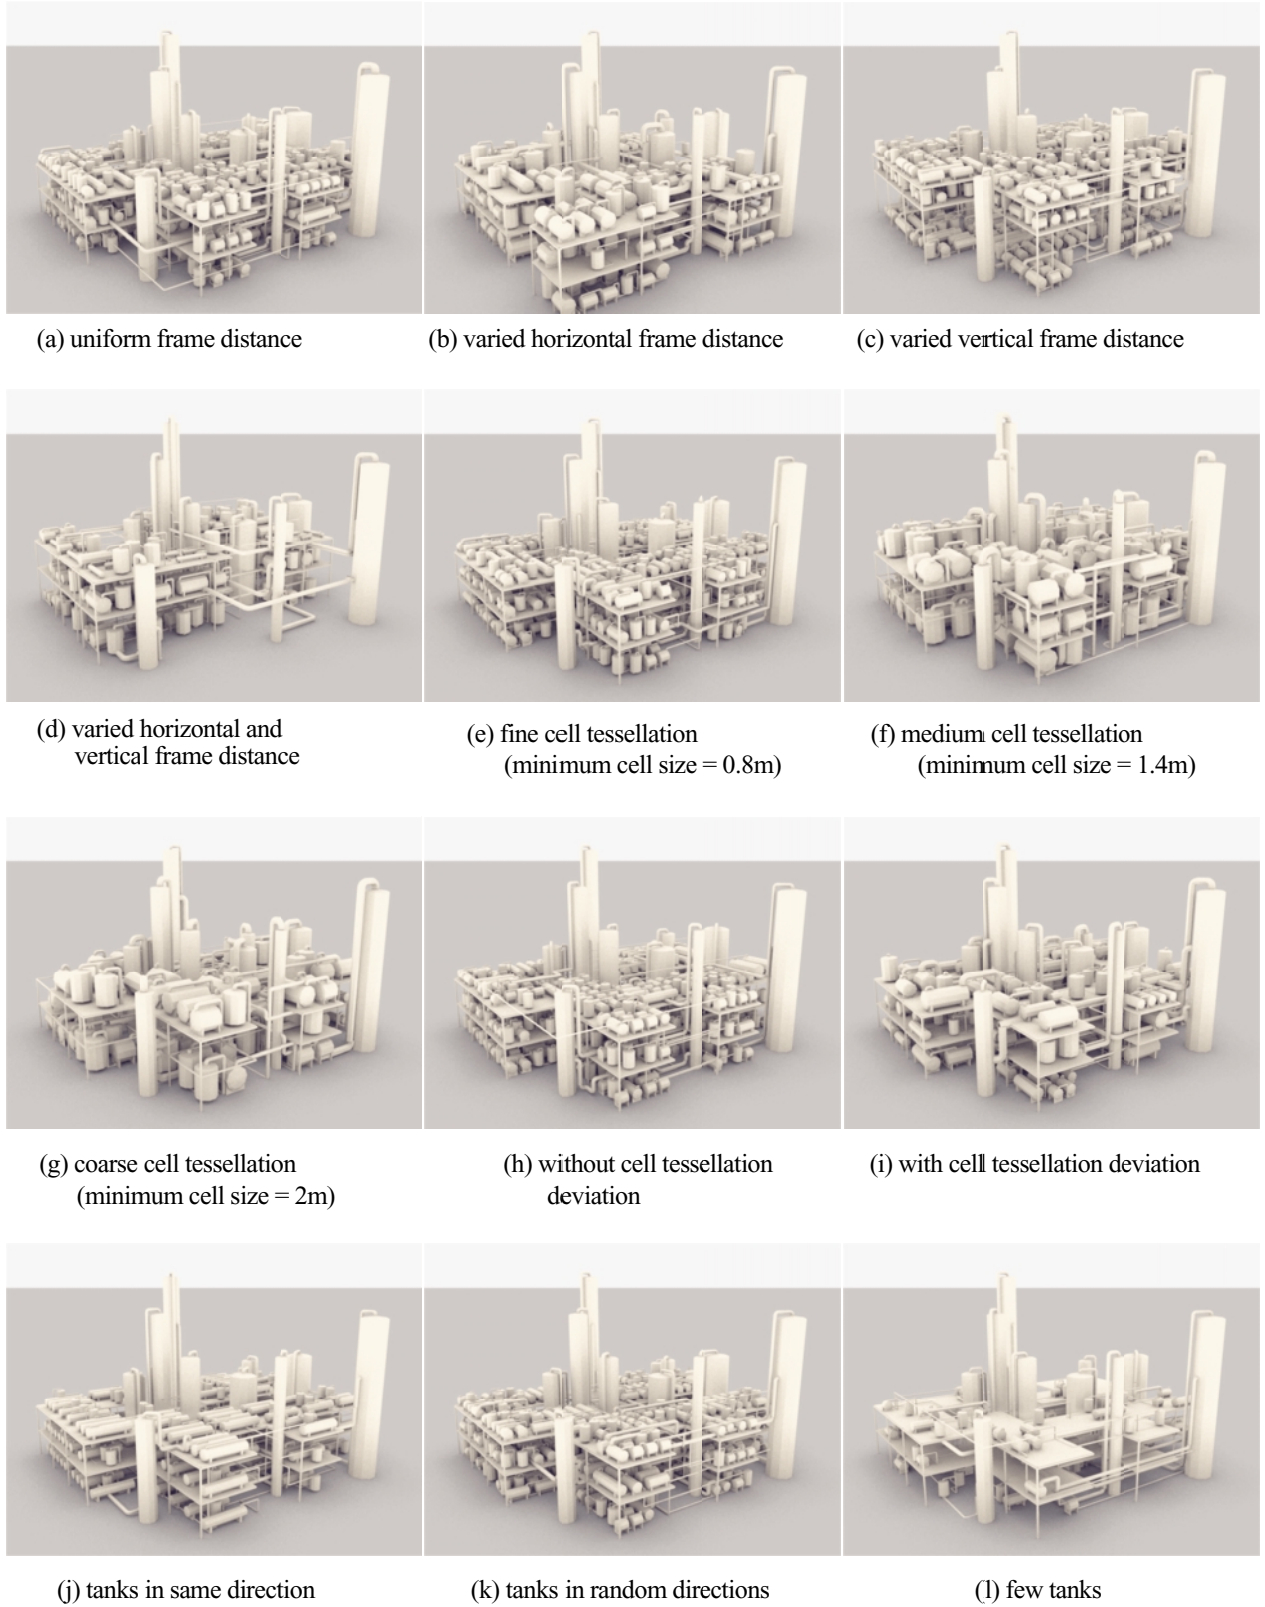 (a) uniform frame distance
(b) varied horizontal frame distance
(c) varied vertical frame distance
(d) varied horizontal and
vertical frame distance
(e) fine cell tessellation
(minimum cell size = 0.8m)
(f) medium cell tessellation
(minimum cell size = 1.4m)
(g) coarse cell tessellation
(minimum cell size = 2m)
(h) without cell tessellation
deviation
(i) with cell tessellation deviation
(j) tanks in same direction
(k) tanks in random directions
(l) few tanks